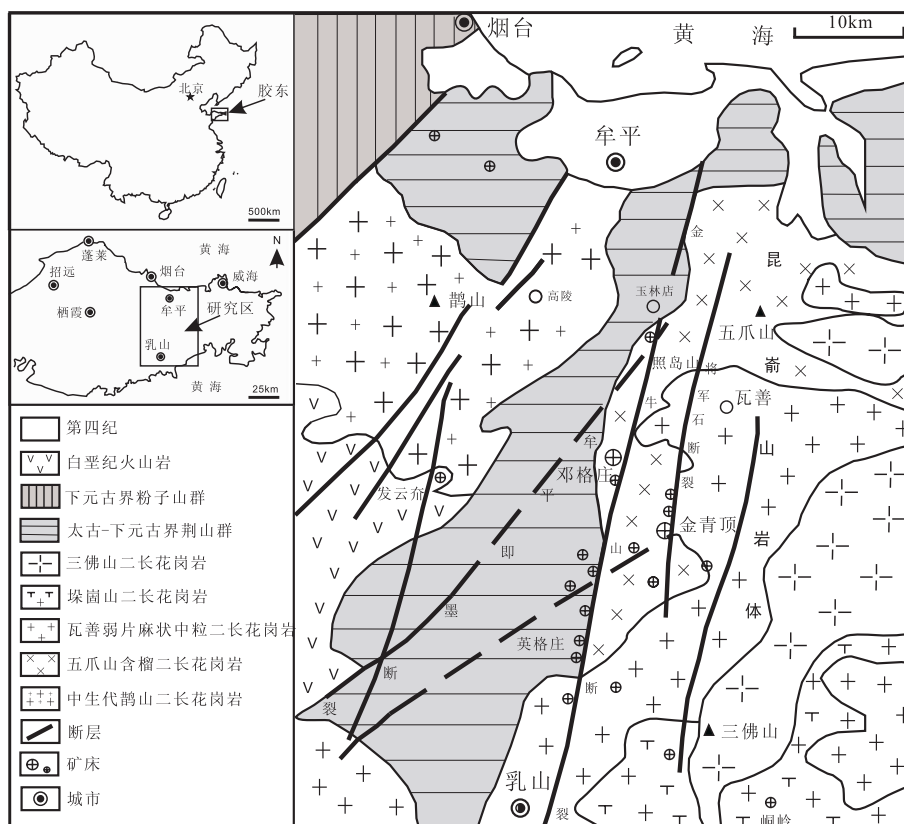 北京
胶东
500km
黄海
N
蓬莱
招远
烟台
威海
栖霞
牟平
研究区
乳山
黄海
25km
第四纪
白垩纪火山岩
下元古界粉子山群
太古-下元古界荆山群
三佛山二长花岗岩
垛崮山二长花岗岩
瓦善弱片麻状中粒二长花岗岩
五爪山含榴二长花岗岩
中生代鹊山二长花岗岩
断层
矿床
城市
烟台
黄海
10km
牟平
金牛山断裂
昆嵛山岩体
鹊山
高陵
玉林店
五爪山
照岛山
将军石断裂
瓦善
牟平即墨断裂
邓格庄
发云夼
金青顶
英格庄
三佛山
乳山
峒岭